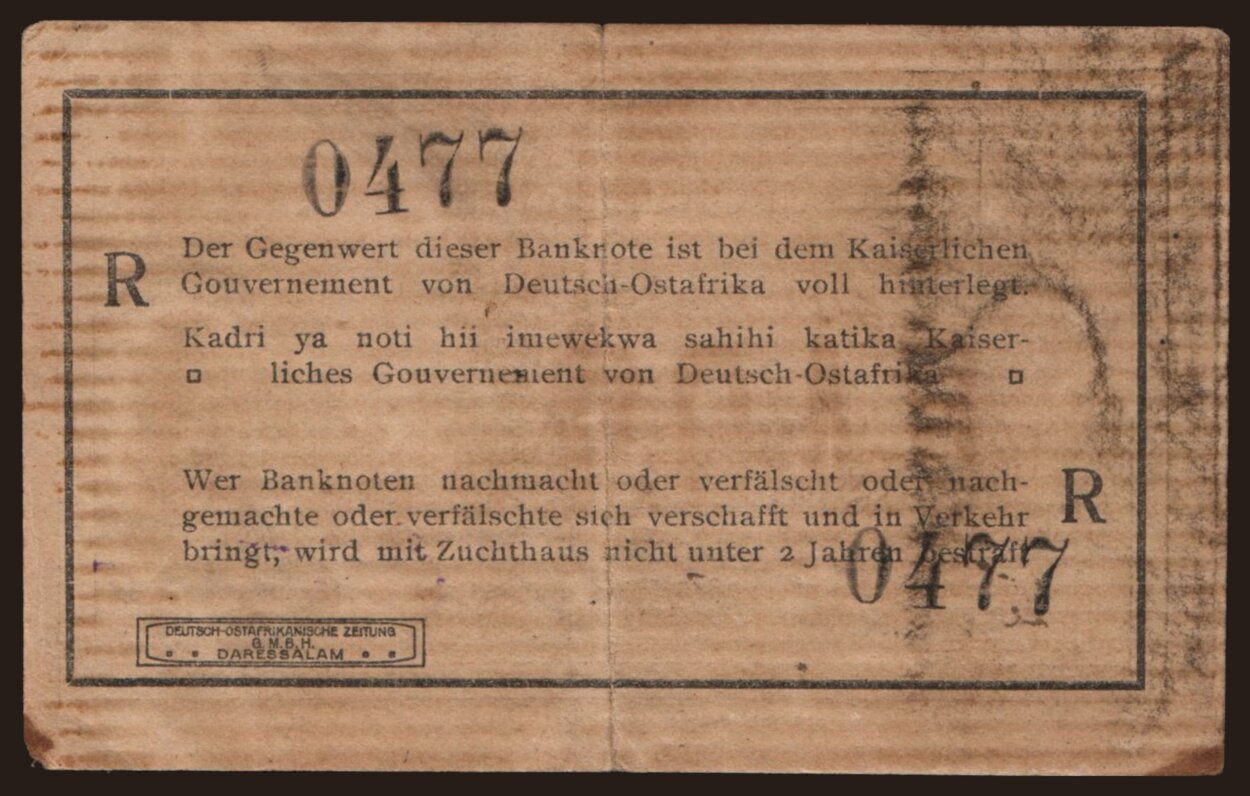 0477
Der Gegenwert dieser Banknote ist bei dem Kaiserlichen
R
Gouvernement von Deutsch-Ostafrika voll hinterlegt.
Kadri ya noti hii imewekwa sahihi katika Kaiser-
liches Gouvernement von Deutsch-Ostafrika
Wer Banknoten nachmacht oder verfälscht oder nach-
R
gemachte oder verfälschte sich verschafft und in Verkehr
bringt, wird mit Zuchthaus nicht unter 2 Jahren bestraft
0477
DEUTSCH-OSTAFRIKANISCHE ZEITUNG
G. M. B. H.
DARESSALAM